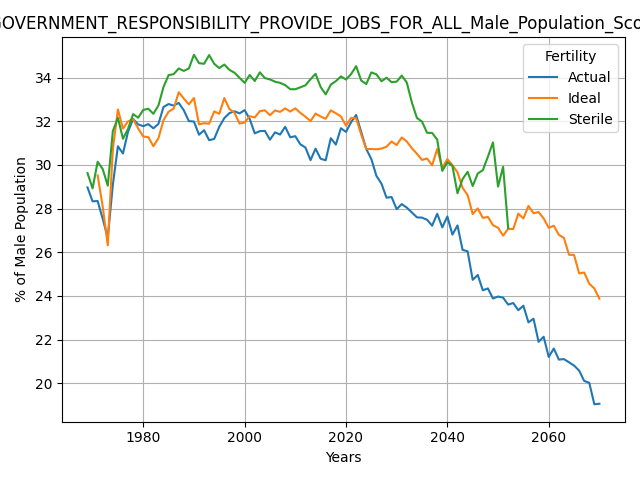 GOVERNMENT_RESPONSIBILITY_PROVIDE_JOBS_FOR_ALL_Male_Population_Sco
Fertility
Actual
Ideal
Sterile
% of Male Population
34
32
30
28
26
24
22
20
1980
2000
2020
2040
2060
Years